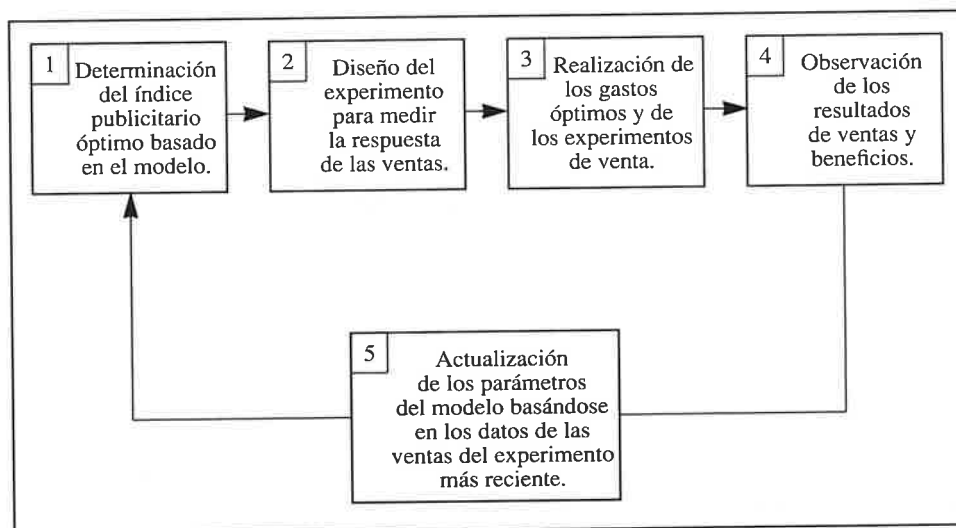 1
Determinación
del índice
publicitario
óptimo basado
en el modelo.
2
Diseño del
experimento
para medir
la respuesta
de las ventas.
3
Realización de
los gastos
óptimos y de
los experimentos
de venta.
4
Observación
de los
resultados
de ventas y
beneficios.
5
Actualización
de los parámetros
del modelo basándose
en los datos de las
ventas del experimento
más reciente.